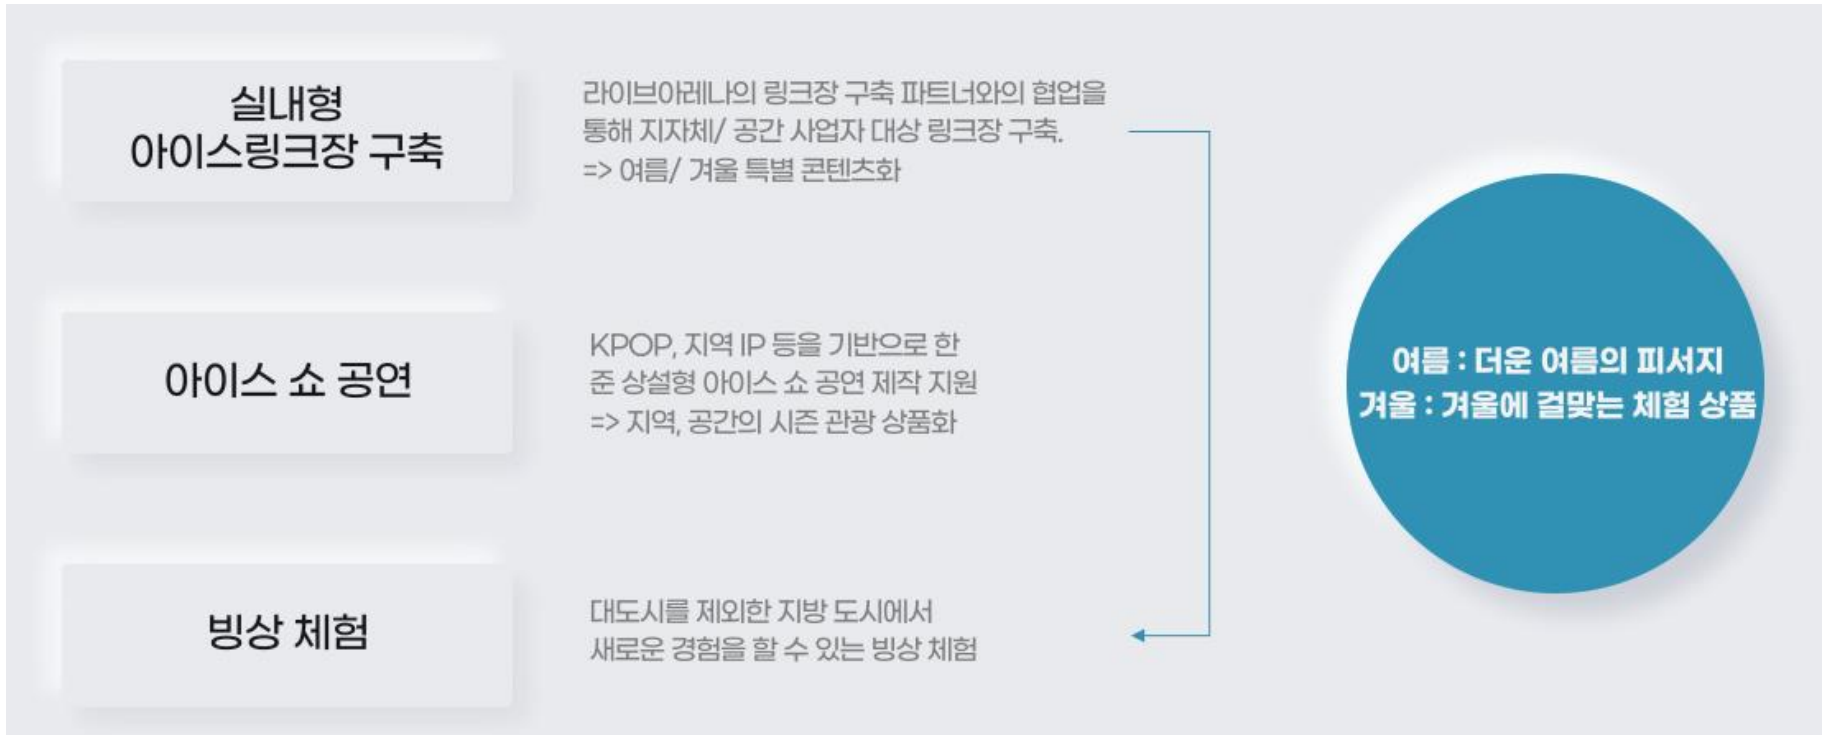 실내형
아이스링크장 구축
라이브아레나의 링크장 구축 파트너와의 협업을
통해 지자체/ 공간 사업자 대상 링크장 구축.
=> 여름/ 겨울 특별 콘텐츠화
아이스 쇼 공연
KPOP, 지역 IP 등을 기반으로 한
준 상설형 아이스 쇼 공연 제작 지원
=> 지역, 공간의 시즌 관광 상품화
빙상 체험
대도시를 제외한 지방 도시에서
새로운 경험을 할 수 있는 빙상 체험
여름 : 더운 여름의 피서지
겨울 : 겨울에 걸맞는 체험 상품